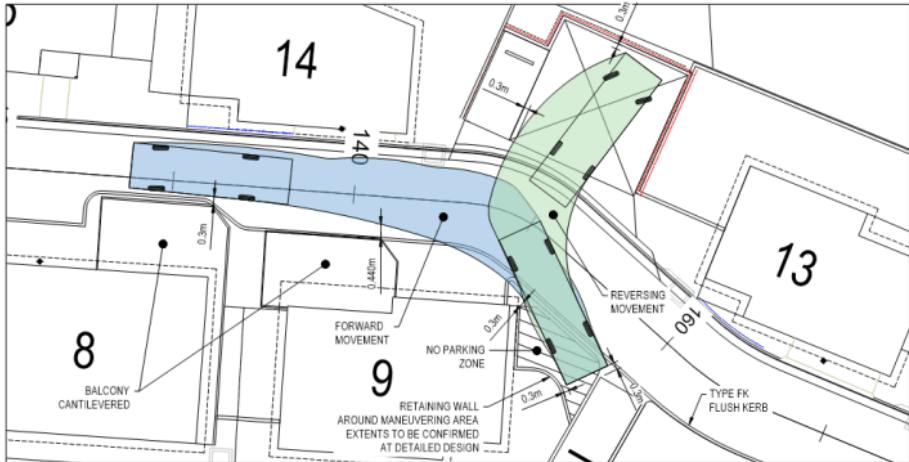 14
140
0.3m
0.3m
13
0.3m
0.440m
REVERSING
MOVEMENT
160
FORWARD
MOVEMENT
0.3m
8
BALCONY
CANTILEVERED
9
NO PARKING
ZONE
0.3m
0.3m
TYPE FK
FLUSH KERB
RETAINING WALL
AROUND MANEUVERING AREA
EXTENTS TO BE CONFIRMED
AT DETAILED DESIGN